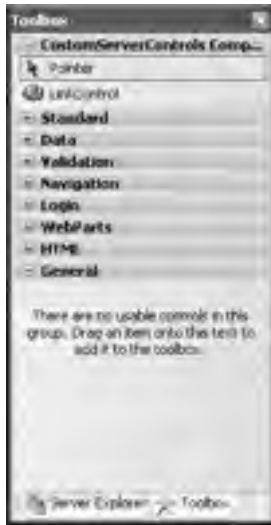 Toolbox
CustomServerControls Comp...
Pointer
Standard
Data
Validation
Navigation
Login
WebParts
HTML
General
There are no usable controls in this
group. Drag an item onto this text to
add it to the toolbox.
Server Explorer Toolbox